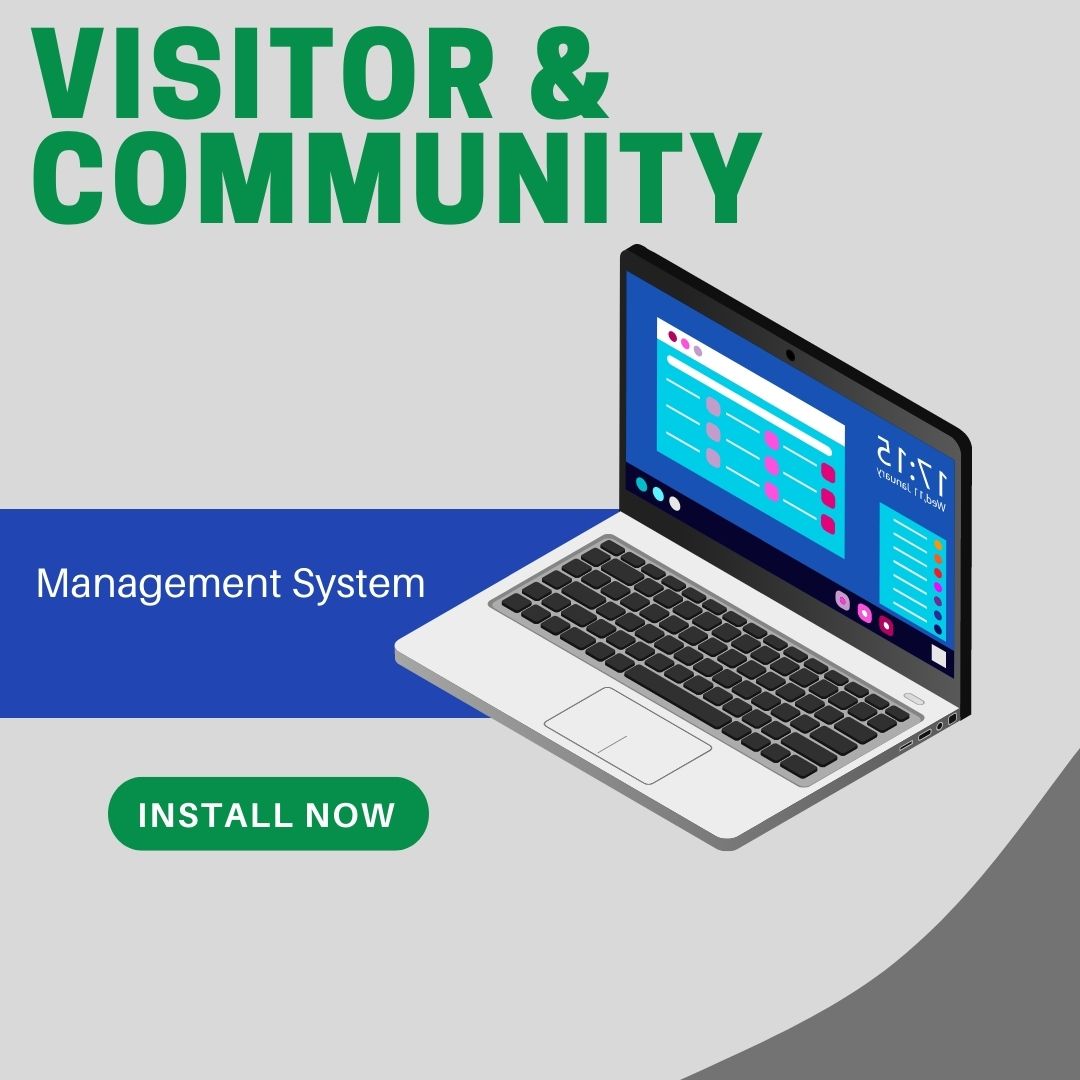 VISITOR &
COMMUNITY
17:15
Wed,11 January
Management System
INSTALL NOW